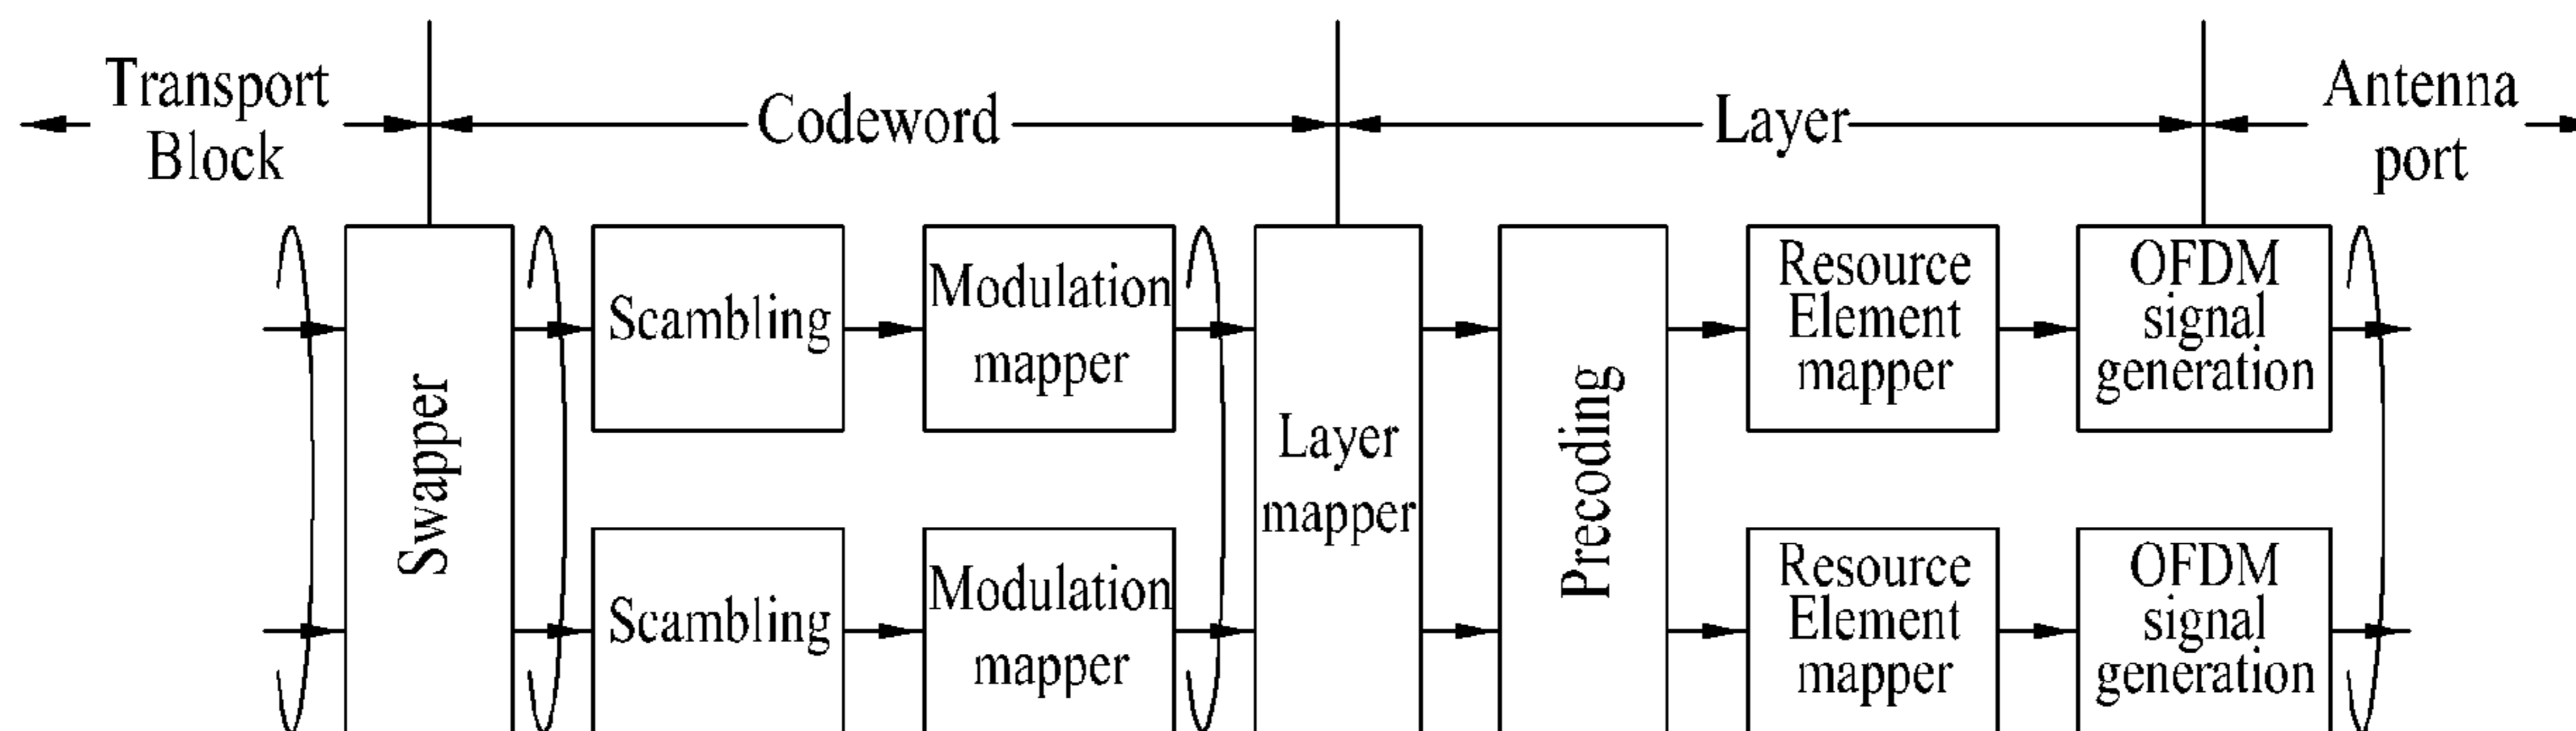 Transport
Block
Codeword
Layer
Antenna
port
Swapper
Scambling
Modulation
mapper
Layer
mapper
Precoding
Resource
Element
mapper
OFDM
signal
generation
Scambling
Modulation
mapper
Resource
Element
mapper
OFDM
signal
generation